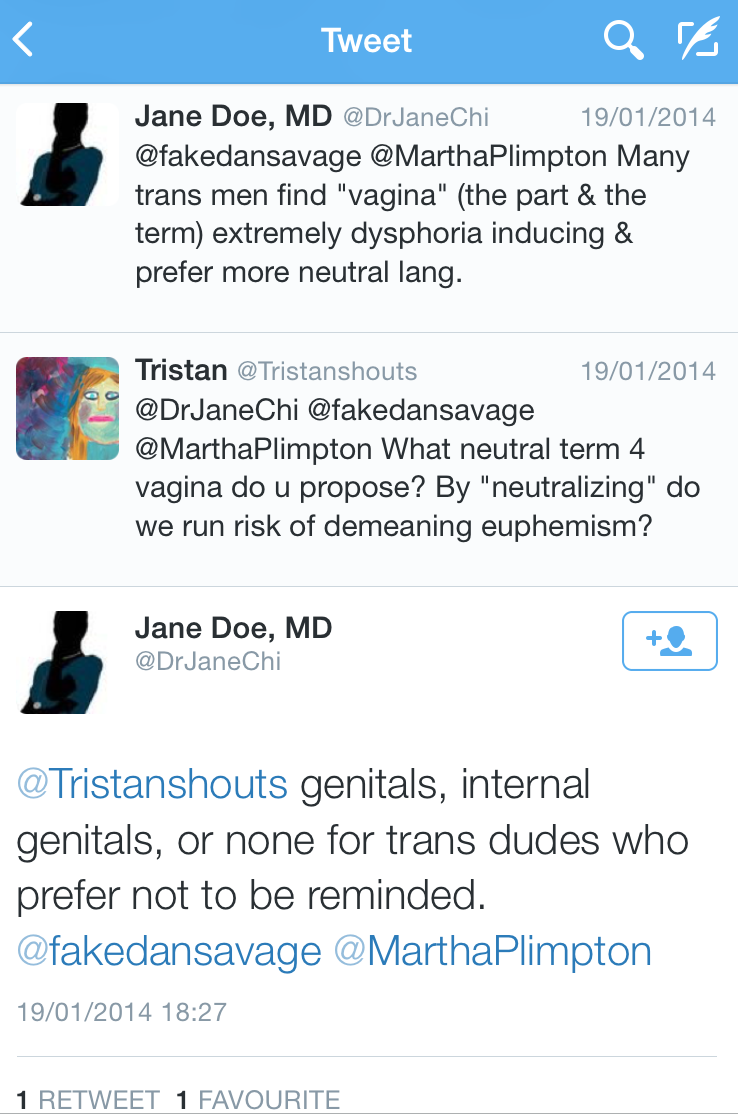 Tweet
Jane Doe, MD @DrJaneChi 19/01/2014
@fakedansavage @MarthaPlimpton Many
trans men find "vagina" (the part & the
term) extremely dysphoria inducing &
prefer more neutral lang.
Tristan @Tristanshouts 19/01/2014
@DrJaneChi @fakedansavage
@MarthaPlimpton What neutral term 4
vagina do u propose? By "neutralizing" do
we run risk of demeaning euphemism?
Jane Doe, MD
@DrJaneChi
@Tristanshouts genitals, internal
genitals, or none for trans dudes who
prefer not to be reminded.
@fakedansavage @MarthaPlimpton
19/01/2014 18:27
1 RETWEET 1 FAVOURITE